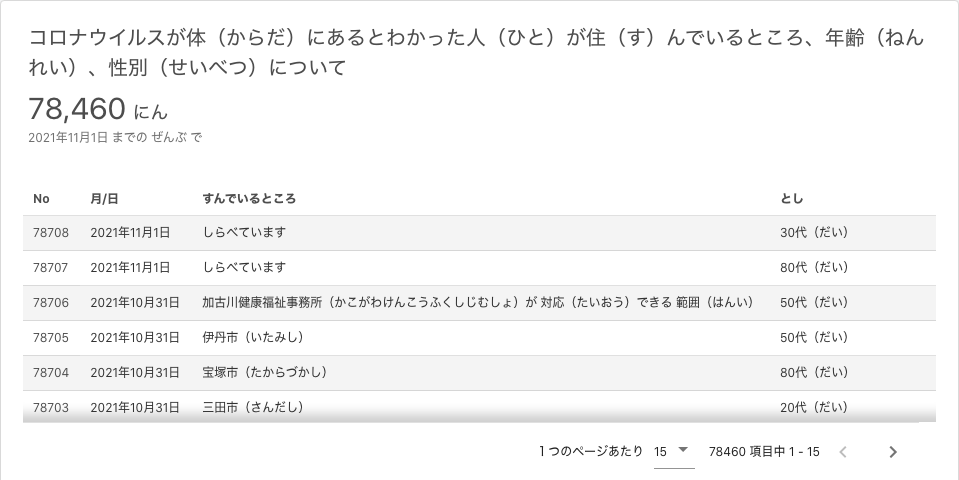 コロナウイルスが体（からだ）にあるとわかった人（ひと）が住（す）んでいるところ、年齢（ねん
れい）、性別（せいべつ）について
78,460 にん
2021年11月1日 までの ぜんぶ で
No 月/日 すんでいるところ とし
78708 2021年11月1日 しらべています 30代（だい）
78707 2021年11月1日 しらべています 80代（だい）
78706 2021年10月31日 加古川健康福祉事務所（かこがわけんこうふくしじむしょ）が 対応（たいおう）できる 範囲（はんい） 50代（だい）
78705 2021年10月31日 伊丹市（いたみし） 50代（だい）
78704 2021年10月31日 宝塚市（たからづかし） 80代（だい）
78703 2021年10月31日 三田市（さんだし） 20代（だい）
1 つのページあたり 15 78460 項目中 1 - 15